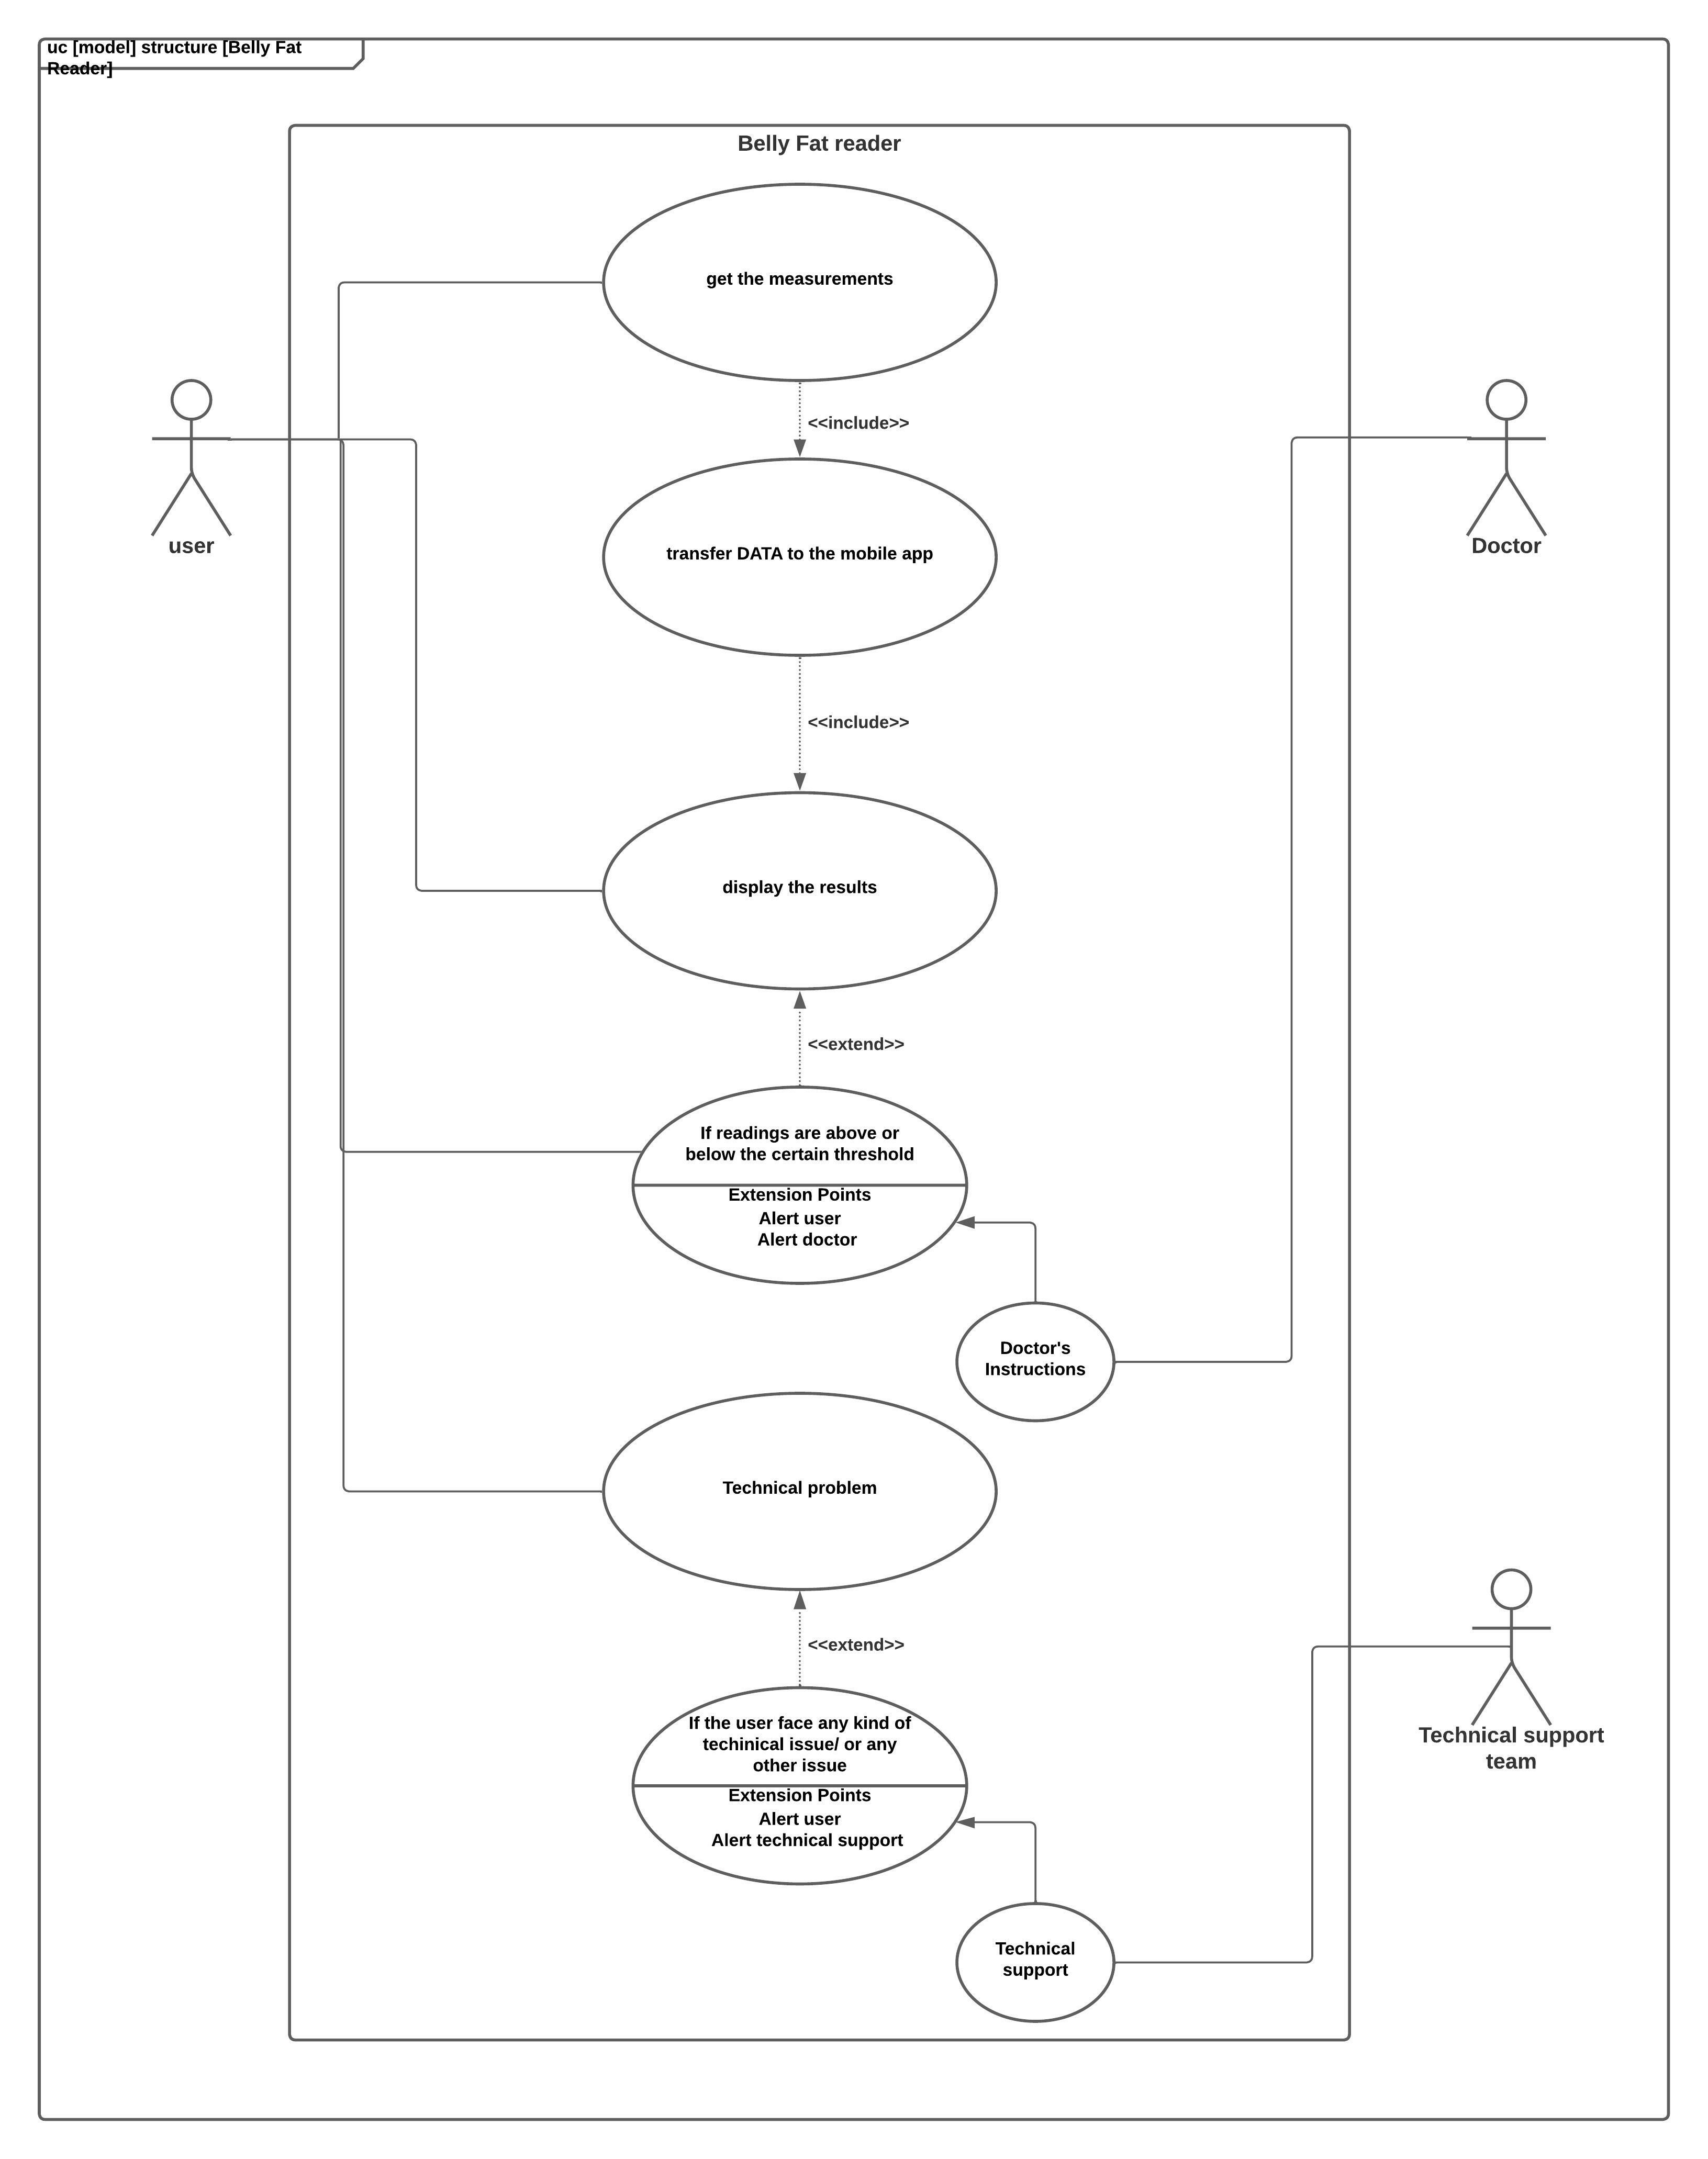 uc [model] structure [Belly Fat
Reader]
Belly Fat reader
get the measurements
<<include>>
user
Doctor
transfer DATA to the mobile app
<<include>>
display the results
<<extend>>
If readings are above or
below the certain threshold
Extension Points
Alert user
Alert doctor
Doctor's
Instructions
Technical problem
<<extend>>
If the user face any kind of
techinical issue/ or any
other issue
Extension Points
Alert user
Alert technical support
Technical support
team
Technical
support